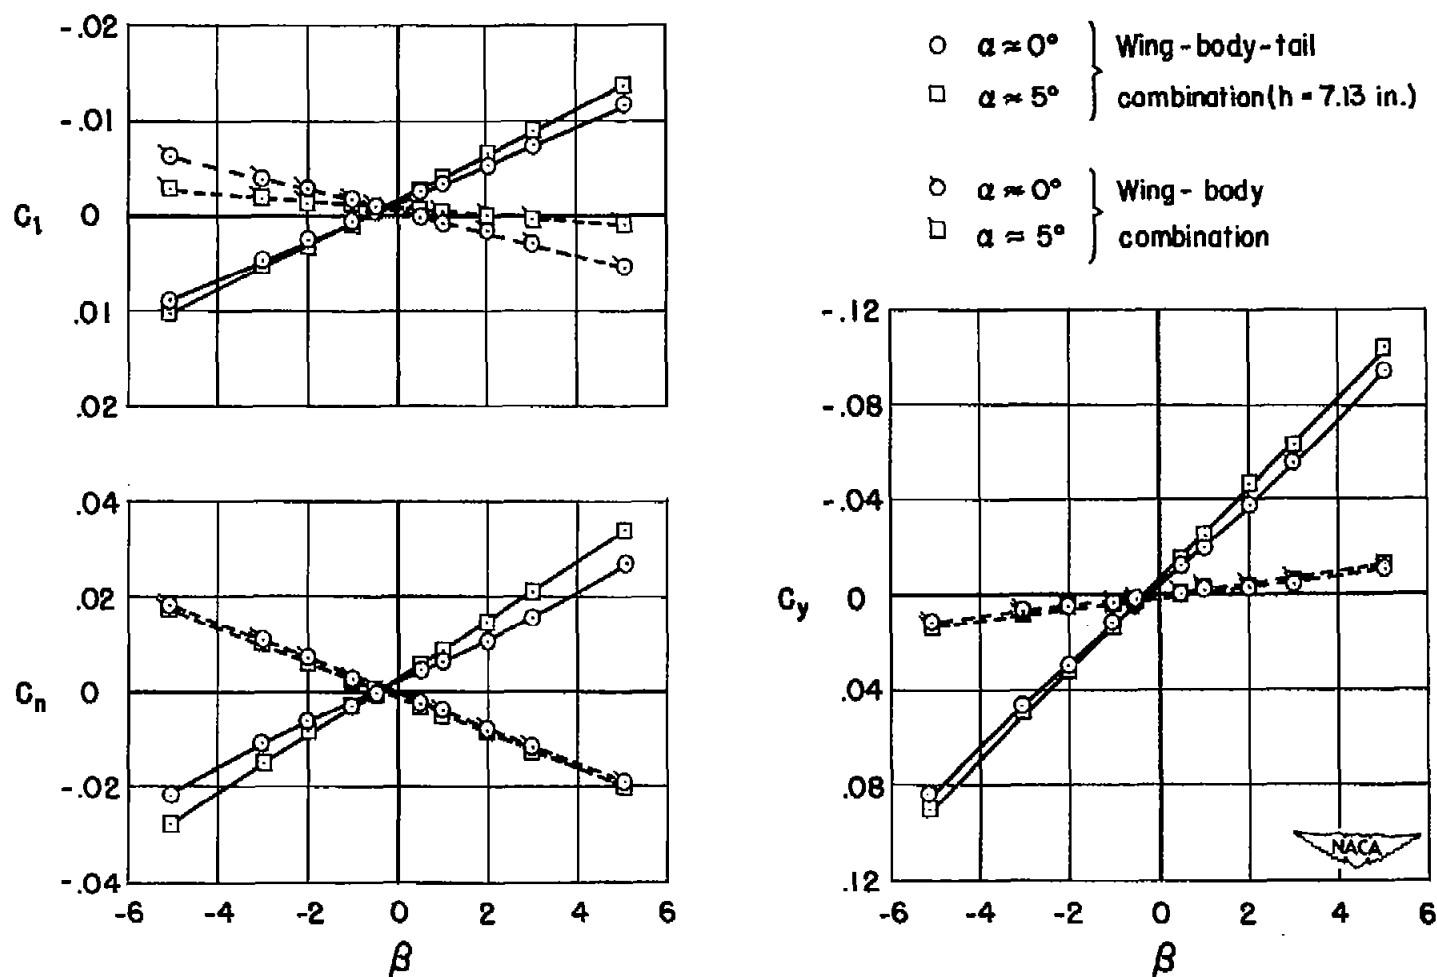 -.02
-.01
C_l 0
.01
.02
○ α ≈ 0° Wing-body-tail
□ α ≈ 5° combination (h = 7.13 in.)
α ≈ 0° Wing-body
α ≈ 5° combination
.04
.02
C_n 0
-.02
-.04
-6 -4 -2 0 2 4 6
β
-.12
-.08
-.04
C_y 0
.04
.08
.12
NACA
-6 -4 -2 0 2 4 6
β